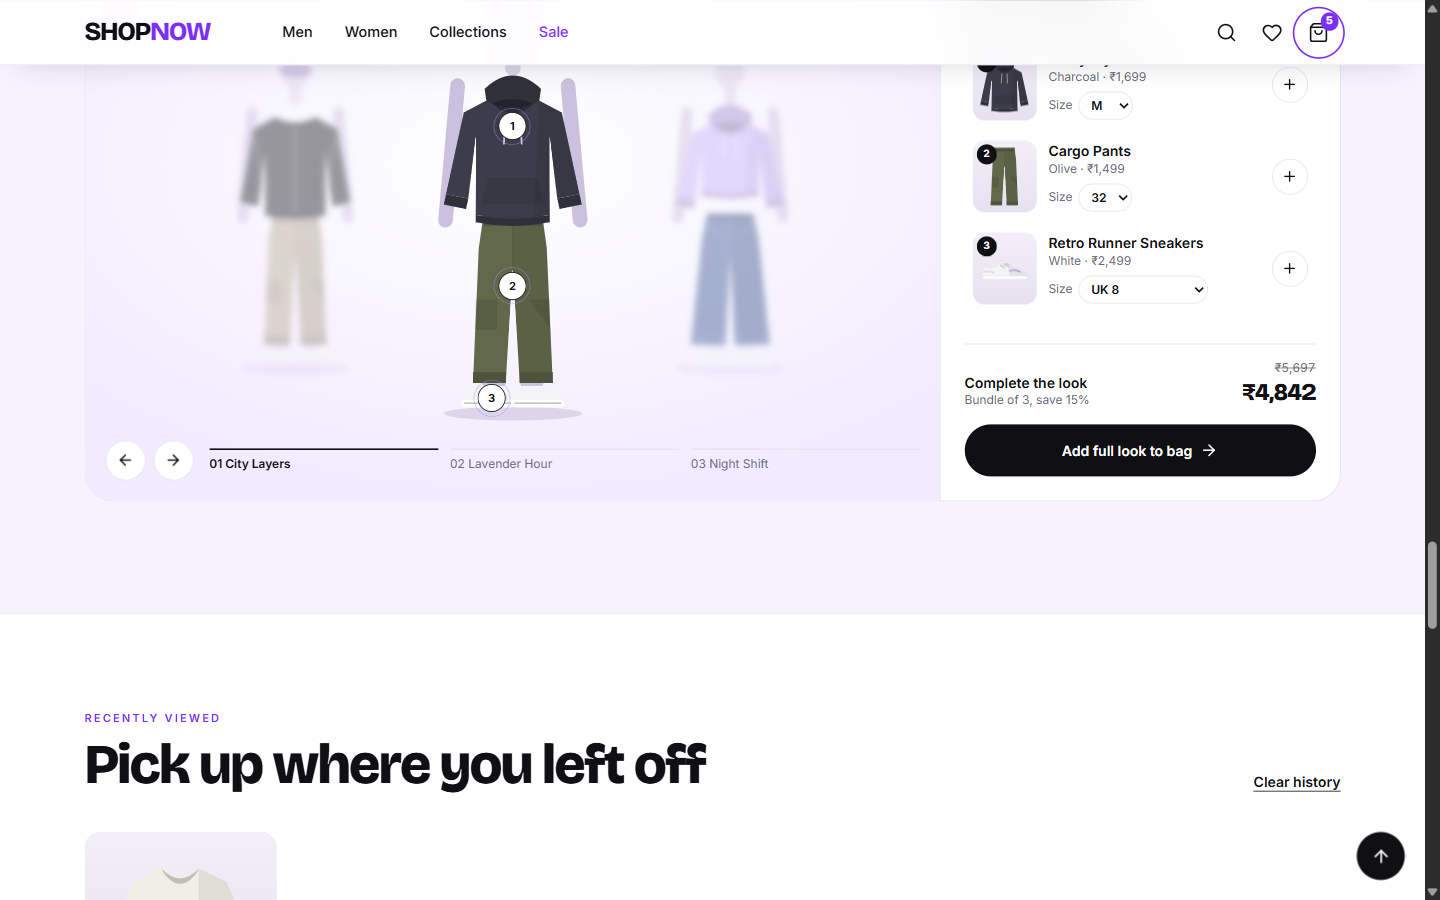 SHOPNOW
Men
Women
Collections
Sale
5
1
2
3
Charcoal · ₹1,699
Size M
2
Cargo Pants
Olive · ₹1,499
Size 32
3
Retro Runner Sneakers
White · ₹2,499
Size UK 8
₹5,697
Complete the look
₹4,842
Bundle of 3, save 15%
Add full look to bag
01 City Layers
02 Lavender Hour
03 Night Shift
RECENTLY VIEWED
Pick up where you left off
Clear history